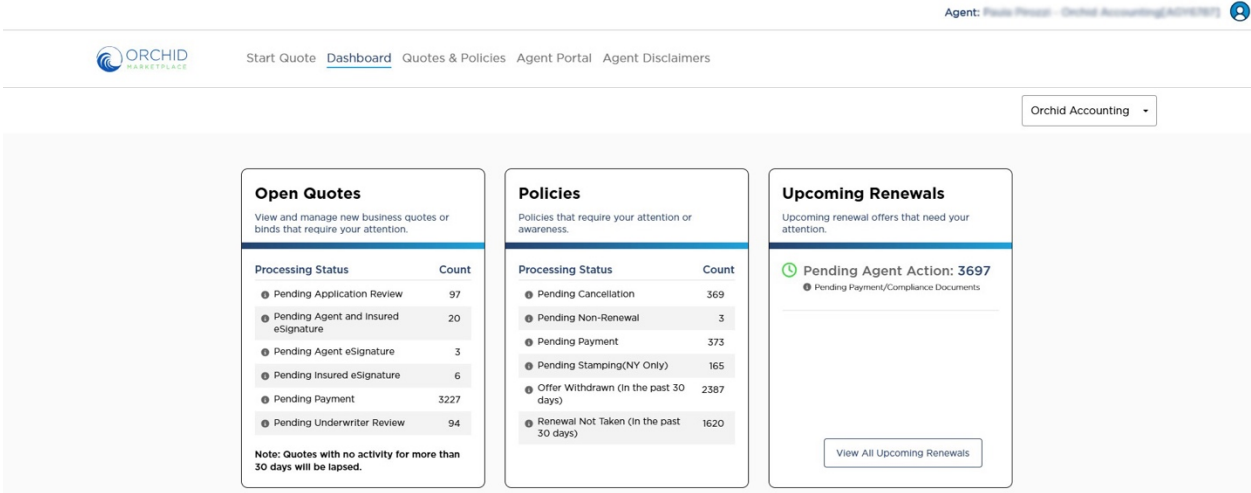 Agent:
ORCHID
MARKETPLACE
Start Quote Dashboard Quotes & Policies Agent Portal Agent Disclaimers
Orchid Accounting
Open Quotes
View and manage new business quotes or
binds that require your attention.
Processing Status Count
Pending Application Review 97
Pending Agent and Insured
eSignature 20
Pending Agent eSignature 3
Pending Insured eSignature 6
Pending Payment 3227
Pending Underwriter Review 94
Note: Quotes with no activity for more than
30 days will be lapsed.
Policies
Policies that require your attention or
awareness.
Processing Status Count
Pending Cancellation 369
Pending Non-Renewal 3
Pending Payment 373
Pending Stamping(NY Only) 165
Offer Withdrawn (In the past 30
days) 2387
Renewal Not Taken (In the past
30 days) 1620
Upcoming Renewals
Upcoming renewal offers that need your
attention.
Pending Agent Action: 3697
Pending Payment/Compliance Documents
View All Upcoming Renewals